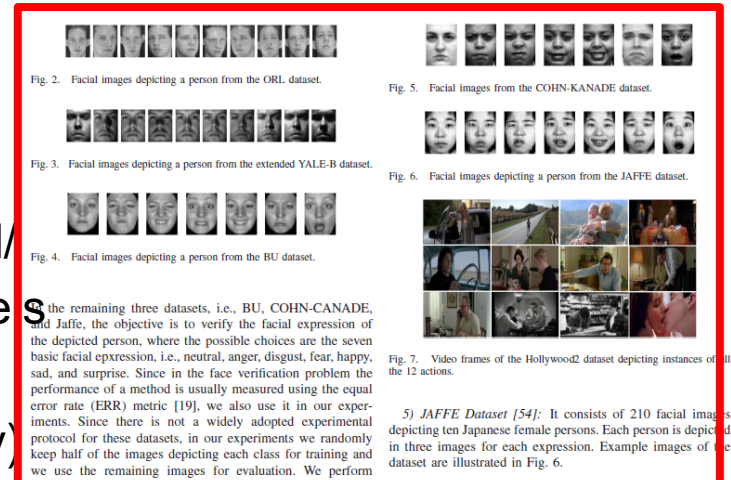 Fig. 2. Facial images depicting a person from the ORL dataset.
Fig. 3. Facial images depicting a person from the extended YALE-B dataset.
Fig. 4. Facial images depicting a person from the BU dataset.
the remaining three datasets, i.e., BU, COHN-CANADE,
and Jaffe, the objective is to verify the facial expression of
the depicted person, where the possible choices are the seven
basic facial epxression, i.e., neutral, anger, disgust, fear, happy,
sad, and surprise. Since in the face verification problem the
performance of a method is usually measured using the equal
error rate (ERR) metric [19], we also use it in our exper-
iments. Since there is not a widely adopted experimental
protocol for these datasets, in our experiments we randomly
keep half of the images depicting each class for training and
we use the remaining images for evaluation. We perform
Fig. 5. Facial images from the COHN-KANADE dataset.
Fig. 6. Facial images depicting a person from the JAFFE dataset.
Fig. 7. Video frames of the Hollywood2 dataset depicting instances of all
the 12 actions.
5) JAFFE Dataset [54]: It consists of 210 facial images
depicting ten Japanese female persons. Each person is depicted
in three images for each expression. Example images of the
dataset are illustrated in Fig. 6.